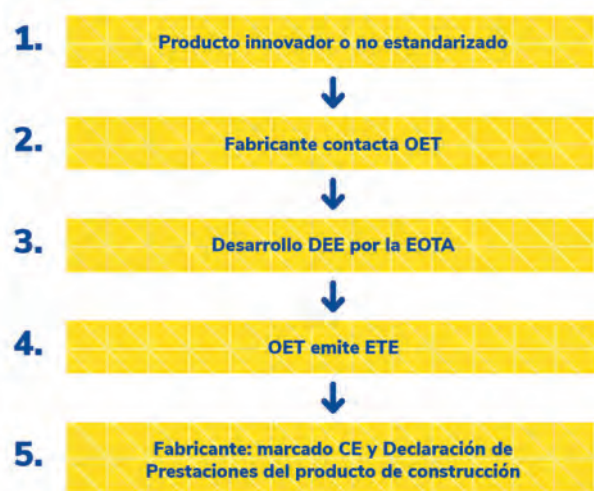 1. Producto innovador o no estandarizado
2. Fabricante contacta OET
3. Desarrollo DEE por la EOTA
4. OET emite ETE
5. Fabricante: marcado CE y Declaración de
Prestaciones del producto de construcción